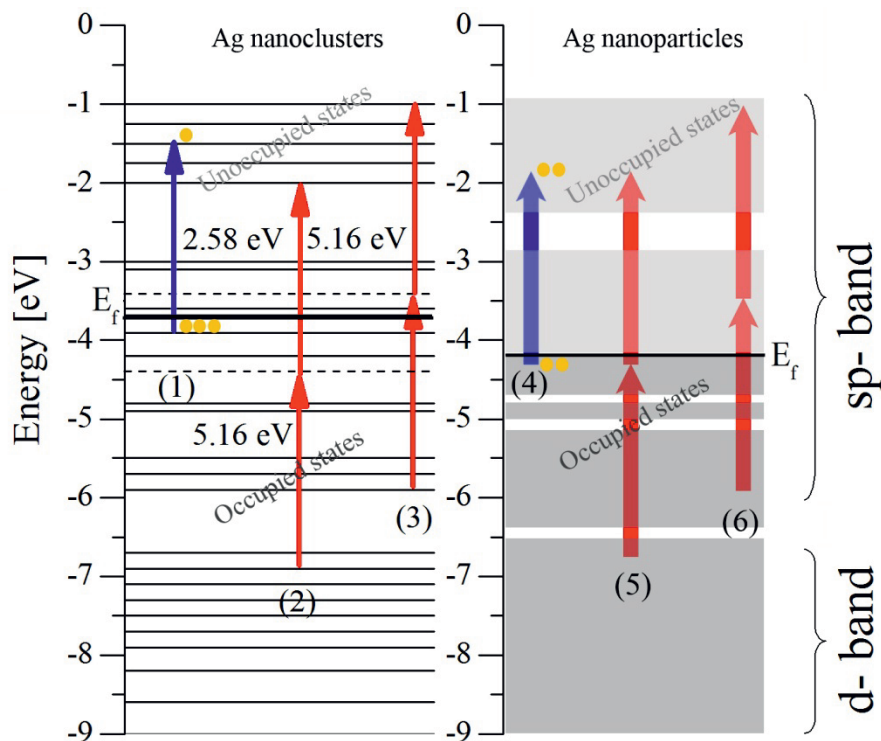 Ag nanoclusters
Ag nanoparticles
Energy [eV]
0
-1
-2
-3
-4
-5
-6
-7
-8
-9
Unoccupied states
2.58 eV
5.16 eV
E_f
(1)
5.16 eV
Occupied states
(3)
(2)
0
-1
-2
-3
-4
-5
-6
-7
-8
-9
Unoccupied states
E_f
(4)
Occupied states
(6)
(5)
sp- band
d- band